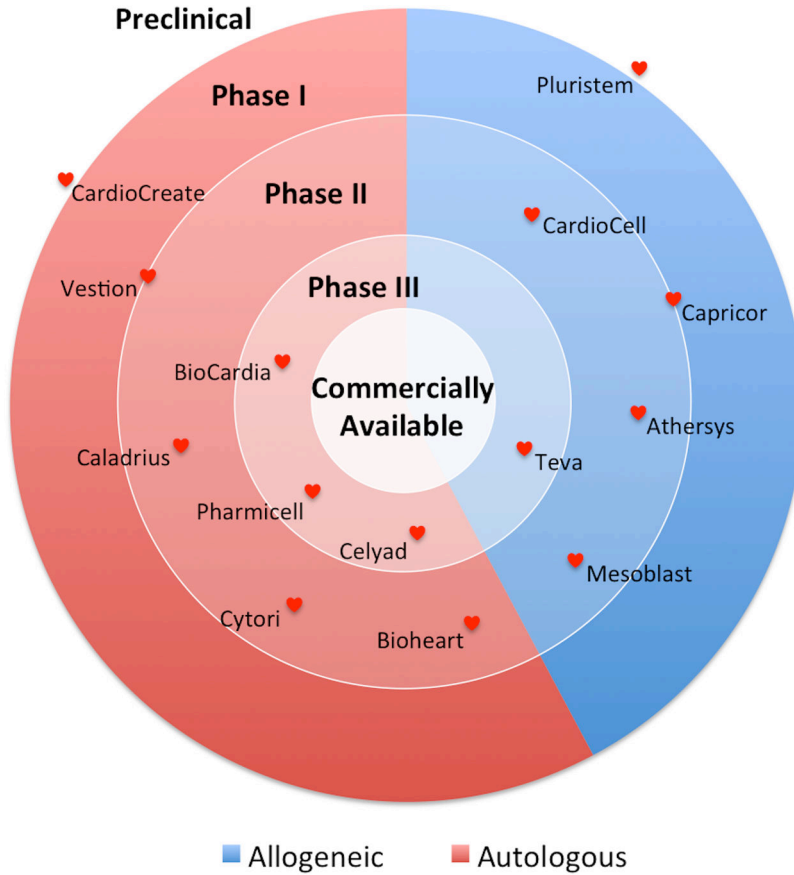 Preclinical
Phase I
Pluristem
CardioCreate
Phase II
CardioCell
Vestion
Phase III
Capricor
BioCardia
Commercially
Available
Athersys
Caladrius
Teva
Pharmicell
Celyad
Mesoblast
Cytori
Bioheart
Allogeneic
Autologous